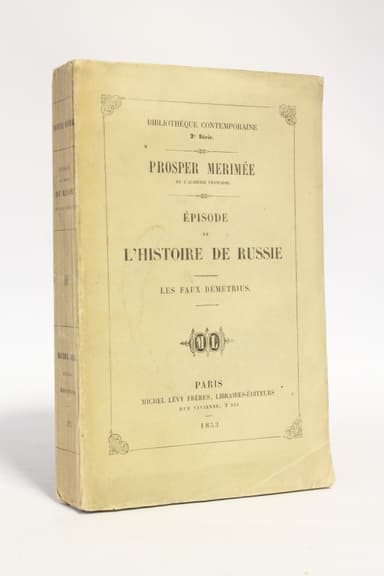 BIBLIOTHÈQUE CONTEMPORAINE
2e Série.
PROSPER MERIMÉE
DE L'ACADÉMIE FRANÇAISE.
ÉPISODE
DE
L'HISTOIRE DE RUSSIE
LES FAUX DÉMÉTRIUS.
ML
PARIS
MICHEL LÉVY FRÈRES, LIBRAIRES-ÉDITEURS
RUE VIVIENNE, 2 BIS
1853